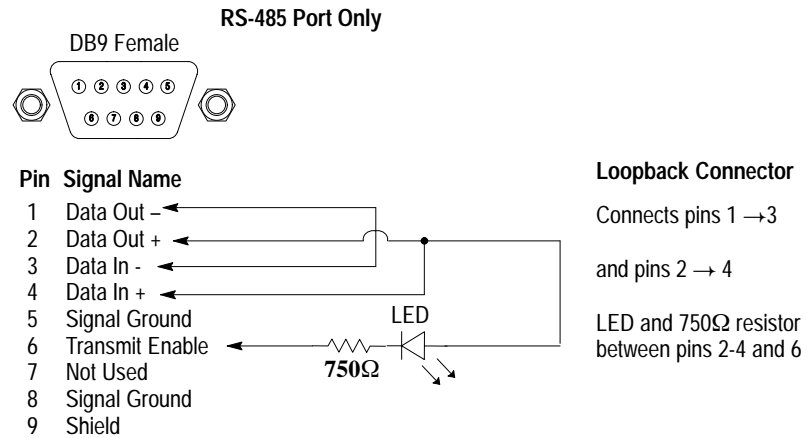 RS-485 Port Only
DB9 Female
1 2 3 4 5
6 7 8 9
Pin Signal Name
1 Data Out –
2 Data Out +
3 Data In -
4 Data In +
5 Signal Ground
6 Transmit Enable
7 Not Used
8 Signal Ground
9 Shield
LED
750Ω
Loopback Connector
Connects pins 1 →3
and pins 2 → 4
LED and 750Ω resistor
between pins 2-4 and 6